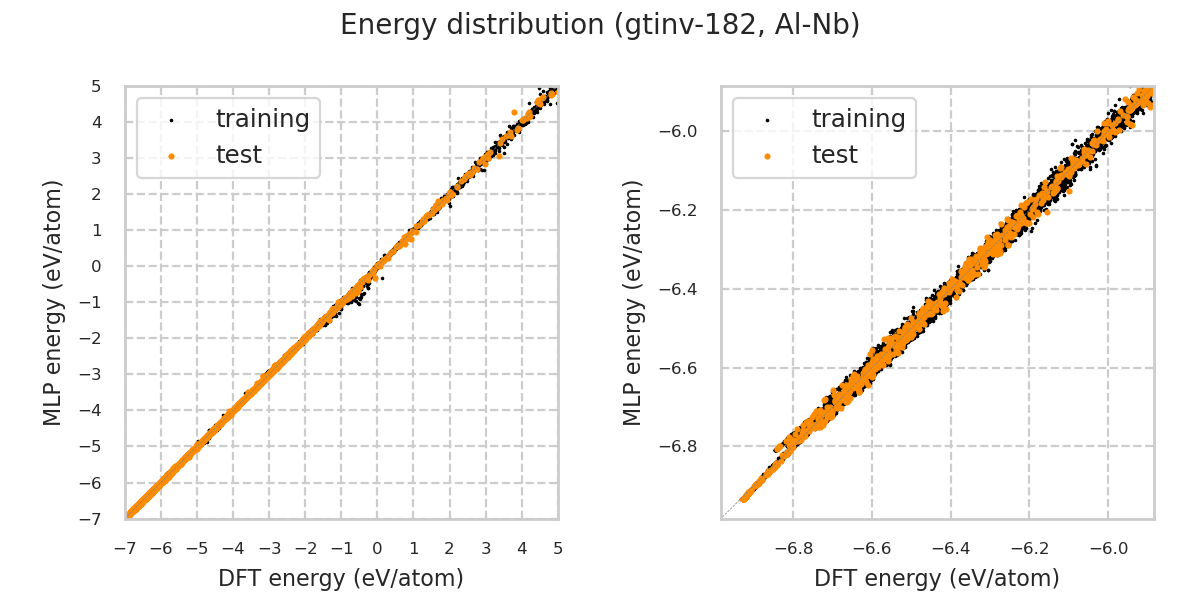 Energy distribution (gtinv-182, Al-Nb)
training
test
MLP energy (eV/atom)
5
4
3
2
1
0
−1
−2
−3
−4
−5
−6
−7
−7 −6 −5 −4 −3 −2 −1 0 1 2 3 4 5
DFT energy (eV/atom)
training
test
MLP energy (eV/atom)
−6.0
−6.2
−6.4
−6.6
−6.8
−6.8 −6.6 −6.4 −6.2 −6.0
DFT energy (eV/atom)